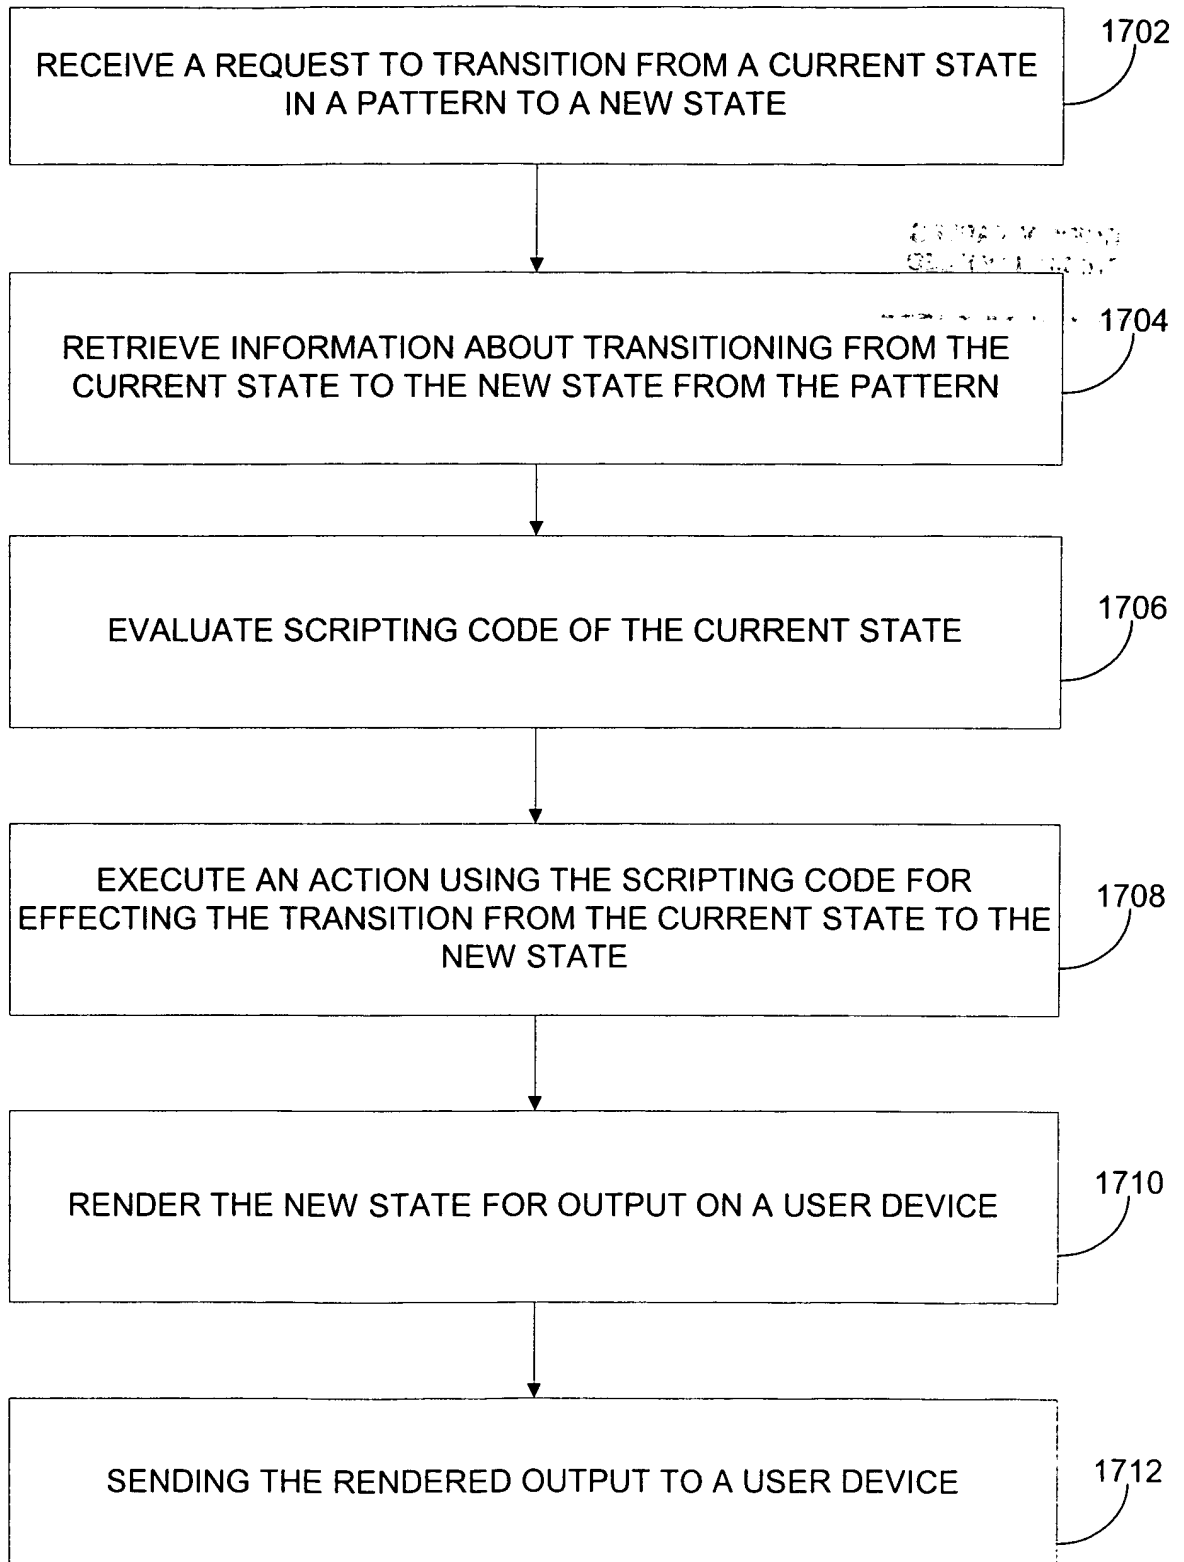 RECEIVE A REQUEST TO TRANSITION FROM A CURRENT STATE
IN A PATTERN TO A NEW STATE
1702
RETRIEVE INFORMATION ABOUT TRANSITIONING FROM THE
CURRENT STATE TO THE NEW STATE FROM THE PATTERN
1704
EVALUATE SCRIPTING CODE OF THE CURRENT STATE
1706
EXECUTE AN ACTION USING THE SCRIPTING CODE FOR
EFFECTING THE TRANSITION FROM THE CURRENT STATE TO THE
NEW STATE
1708
RENDER THE NEW STATE FOR OUTPUT ON A USER DEVICE
1710
SENDING THE RENDERED OUTPUT TO A USER DEVICE
1712